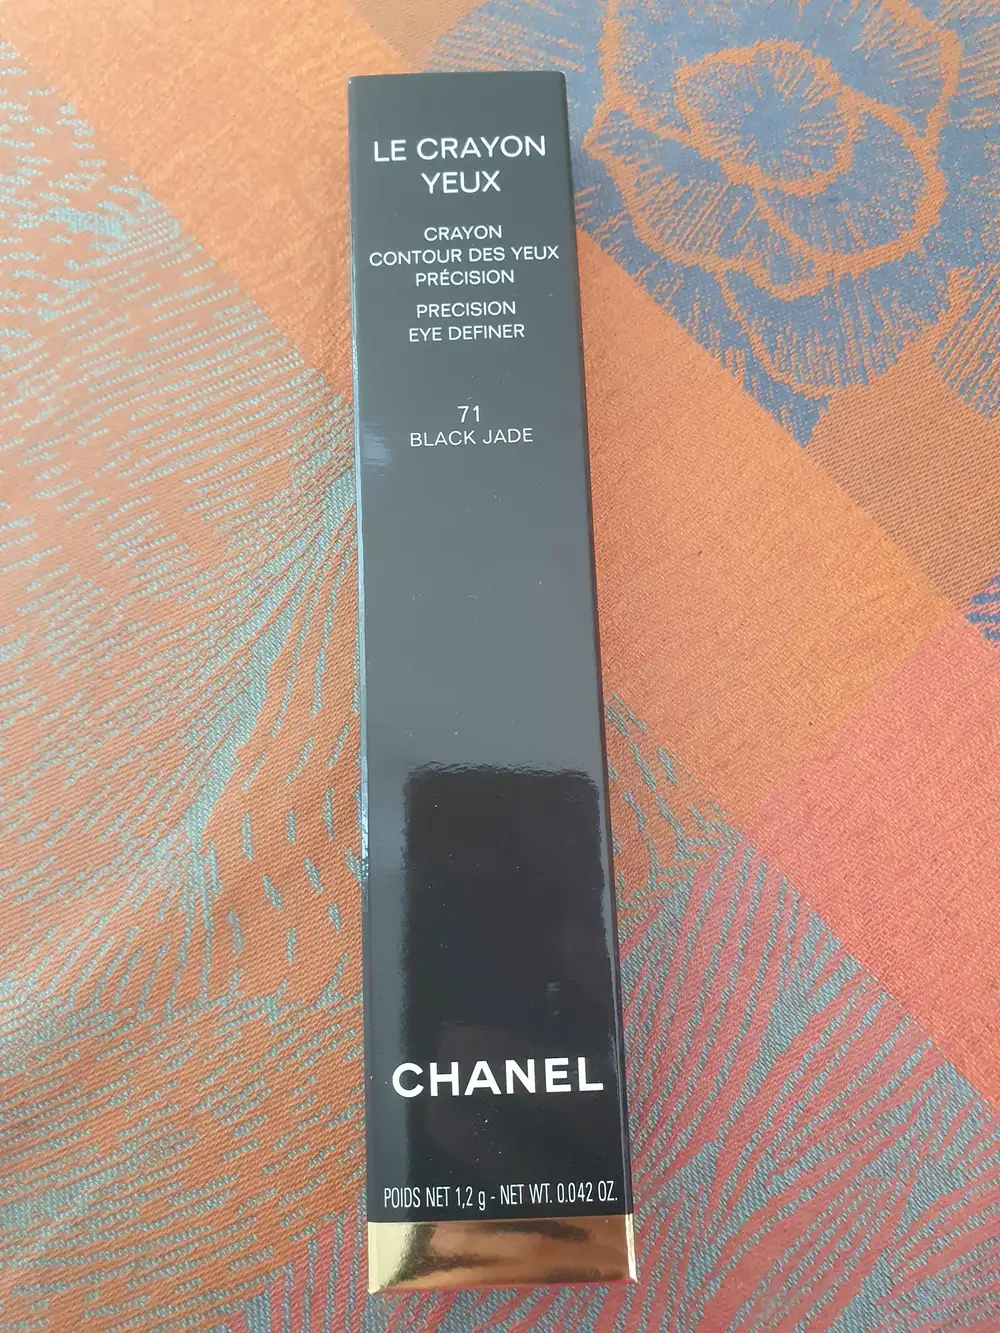 LE CRAYON
YEUX
CRAYON
CONTOUR DES YEUX
PRÉCISION
PRECISION
EYE DEFINER
71
BLACK JADE
CHANEL
POIDS NET 1,2 g - NET WT. 0.042 OZ.